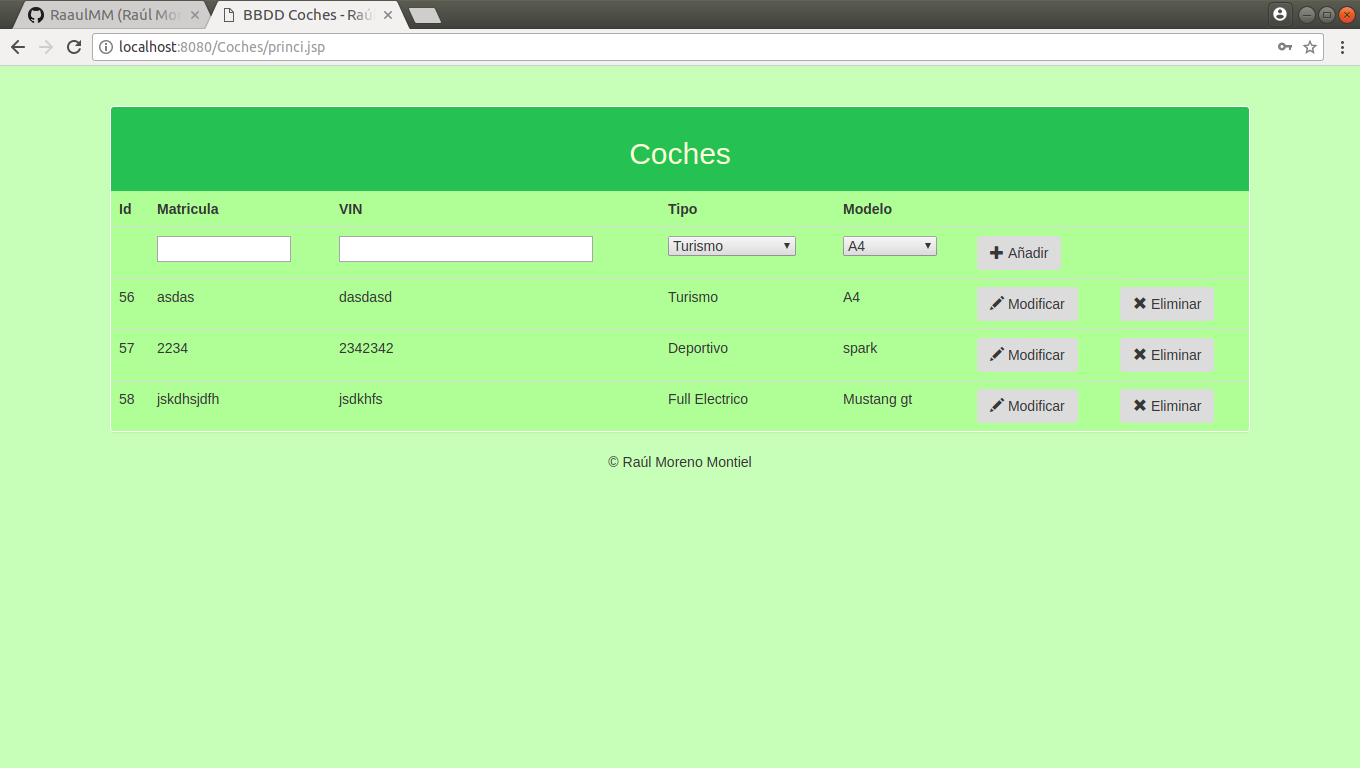 RaaulMM (Raúl Mor
BBDD Coches - Raú
localhost:8080/Coches/princi.jsp
Coches
Id Matricula VIN Tipo Modelo
Turismo A4 Añadir
56 asdas dasdasd Turismo A4 Modificar Eliminar
57 2234 2342342 Deportivo spark Modificar Eliminar
58 jskdhsjdfh jsdkhfs Full Electrico Mustang gt Modificar Eliminar
© Raúl Moreno Montiel